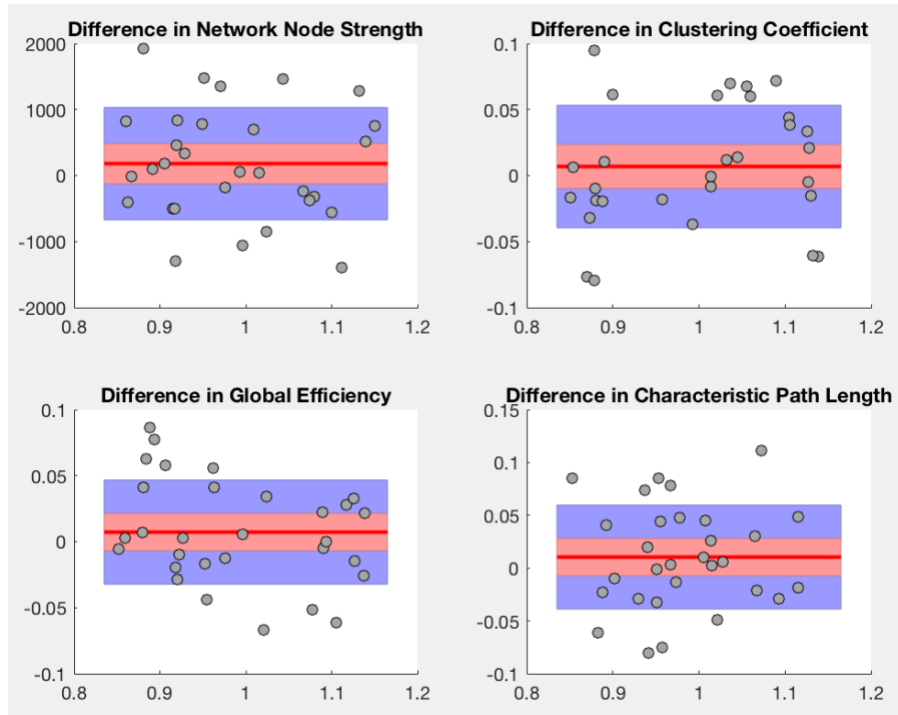 Difference in Network Node Strength
2000
1000
0
-1000
-2000
0.8 0.9 1 1.1 1.2
Difference in Clustering Coefficient
0.1
0.05
0
-0.05
-0.1
0.8 0.9 1 1.1 1.2
Difference in Global Efficiency
0.1
0.05
0
-0.05
-0.1
0.8 0.9 1 1.1 1.2
Difference in Characteristic Path Length
0.15
0.1
0.05
0
-0.05
-0.1
0.8 0.9 1 1.1 1.2